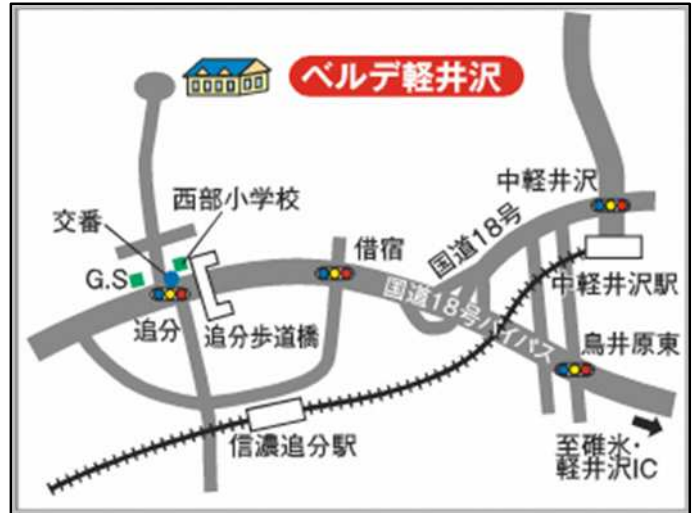 ベルデ軽井沢
中軽井沢
西部小学校
交番
国道18号
借宿
G.S
中軽井沢駅
国道18号バイパス
追分
追分歩道橋
鳥井原東
信濃追分駅
至碓氷・
軽井沢IC